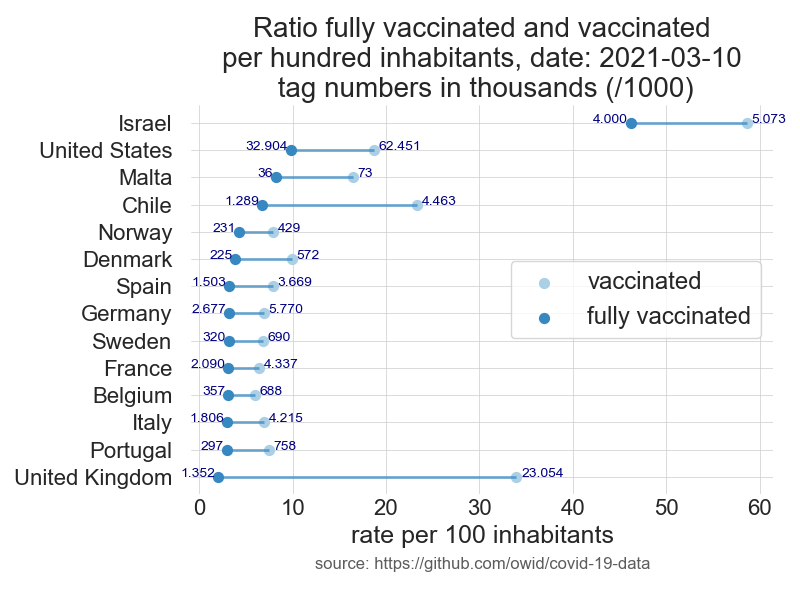 Ratio fully vaccinated and vaccinated
per hundred inhabitants, date: 2021-03-10
tag numbers in thousands (/1000)
Israel 4.000 5.073
United States 32.904 62.451
Malta 36 73
Chile 1.289 4.463
Norway 231 429
Denmark 225 572
Spain 1.503 3.669
vaccinated
Germany 2.677 5.770
fully vaccinated
Sweden 320 690
France 2.090 4.337
Belgium 357 688
Italy 1.806 4.215
Portugal 297 758
United Kingdom 1.352 23.054
0 10 20 30 40 50 60
rate per 100 inhabitants
source: https://github.com/owid/covid-19-data